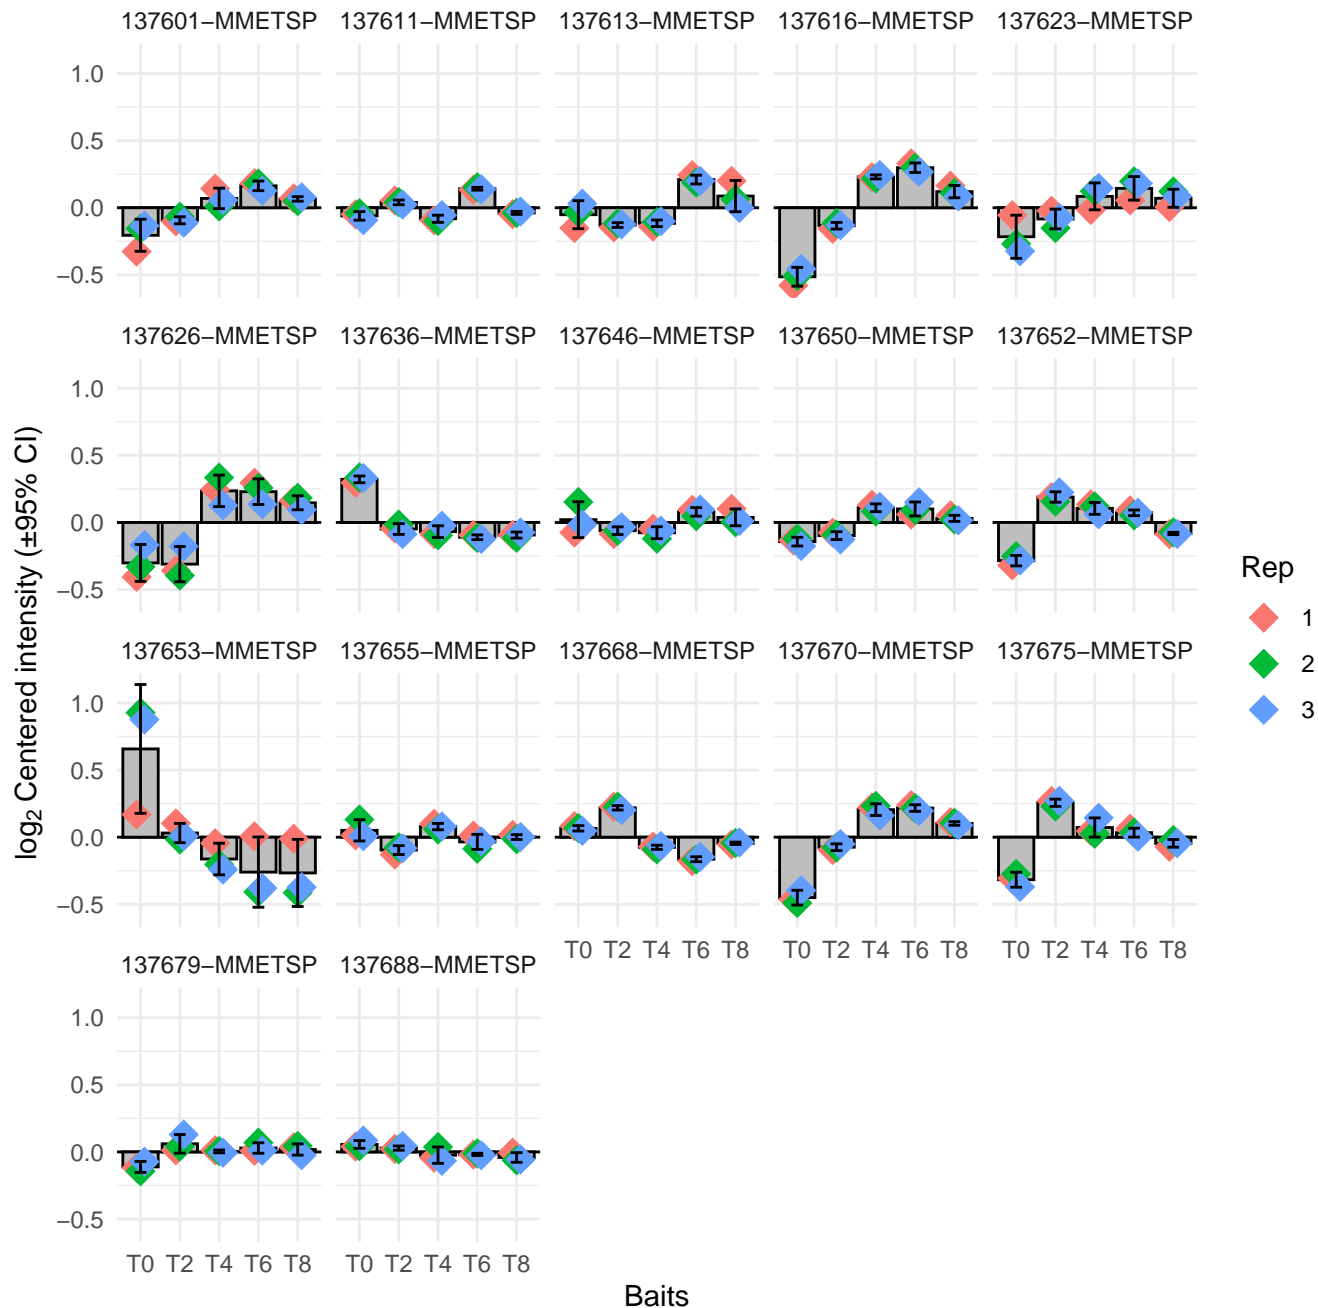 137601−MMETSP 137611−MMETSP 137613−MMETSP 137616−MMETSP 137623−MMETSP
1.0
0.5
0.0
−0.5
137626−MMETSP 137636−MMETSP 137646−MMETSP 137650−MMETSP 137652−MMETSP
1.0
0.5
0.0
−0.5
137653−MMETSP 137655−MMETSP 137668−MMETSP 137670−MMETSP 137675−MMETSP
1.0
0.5
0.0
−0.5
T0 T2 T4 T6 T8 T0 T2 T4 T6 T8 T0 T2 T4 T6 T8
137679−MMETSP 137688−MMETSP
1.0
0.5
0.0
−0.5
T0 T2 T4 T6 T8 T0 T2 T4 T6 T8
Baits
log2 Centered intensity (±95% CI)
Rep
1
2
3